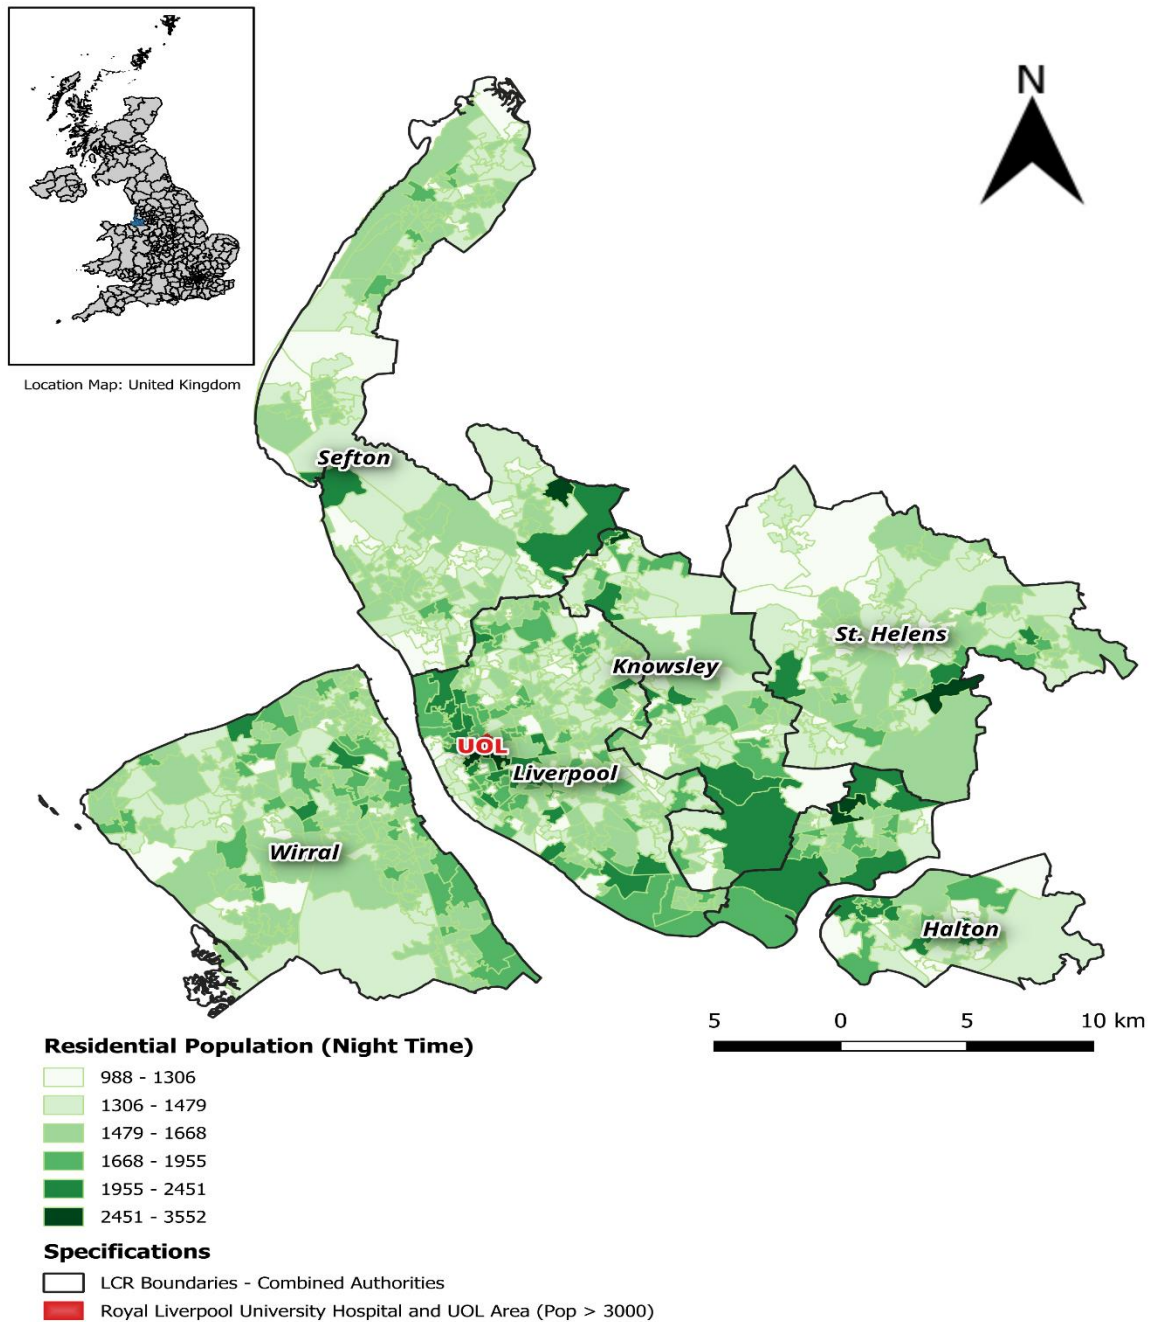 N
Location Map: United Kingdom
Sefton
St. Helens
Knowsley
UOL
Liverpool
Wirral
Halton
5 0 5 10 km
Residential Population (Night Time)
988 - 1306
1306 - 1479
1479 - 1668
1668 - 1955
1955 - 2451
2451 - 3552
Specifications
LCR Boundaries - Combined Authorities
Royal Liverpool University Hospital and UOL Area (Pop > 3000)